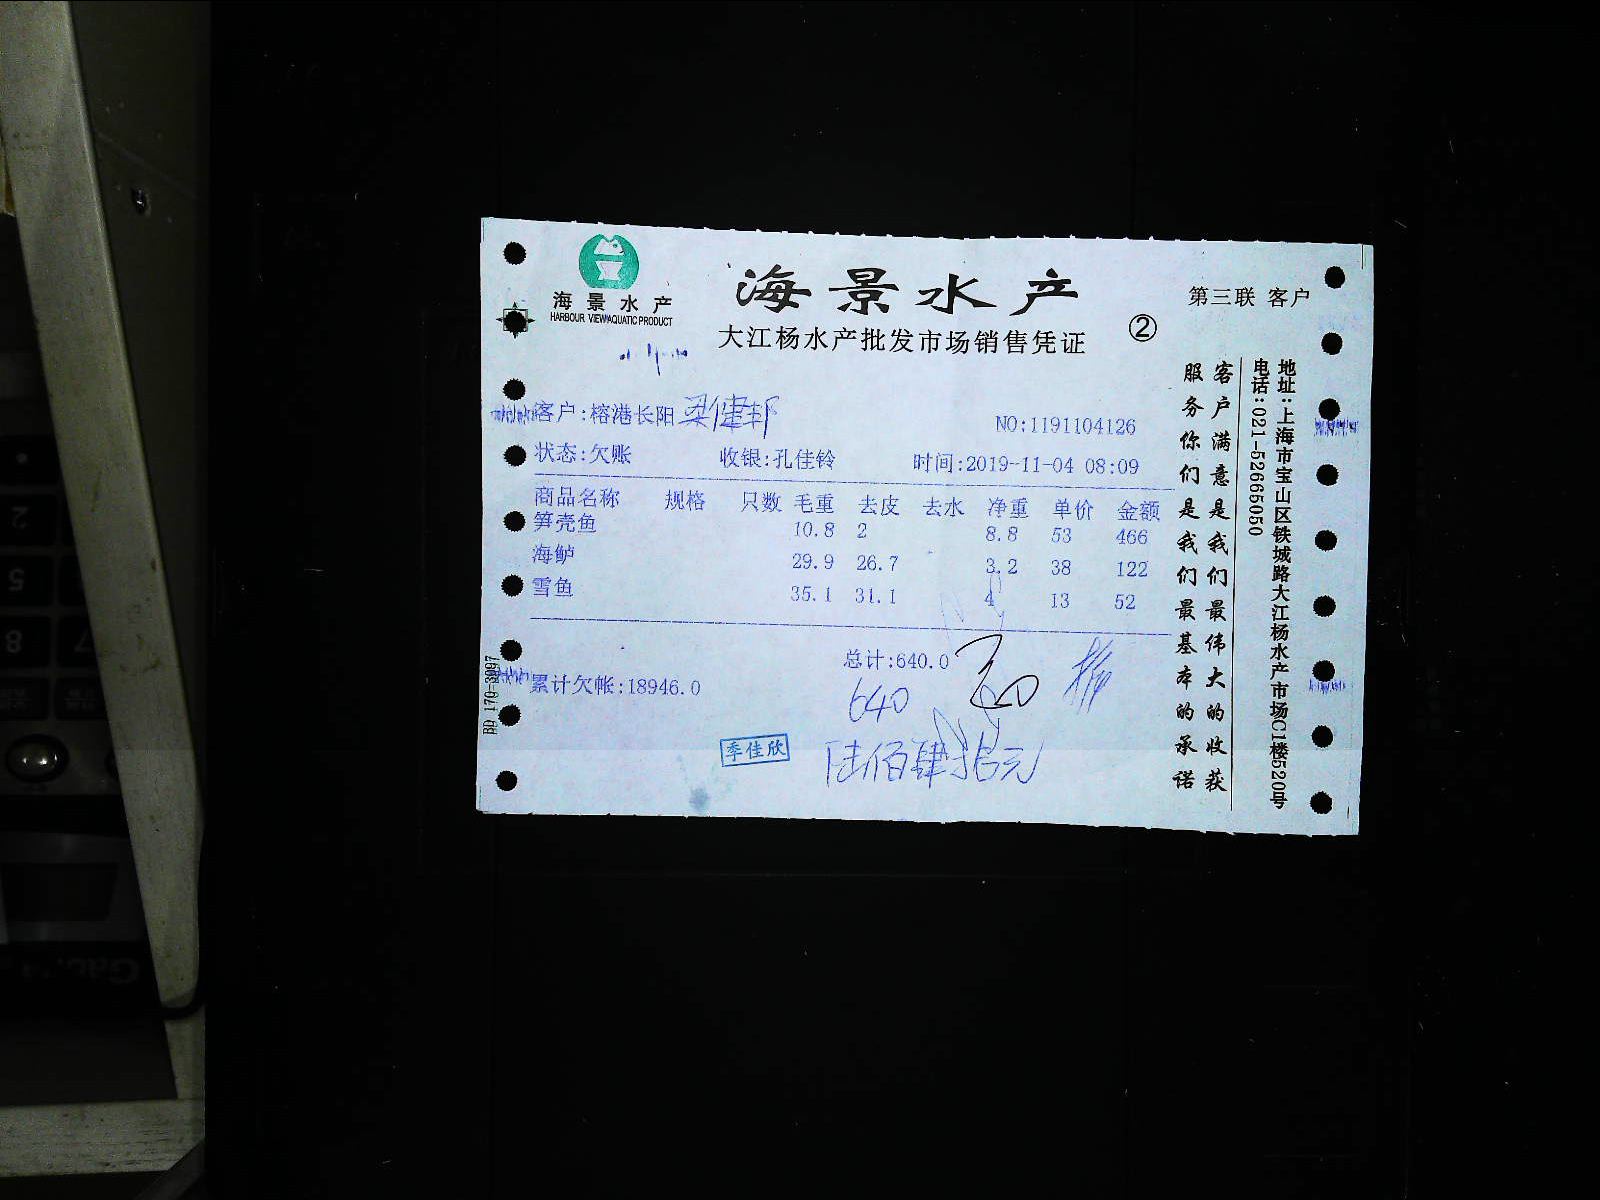 海景水产
HARBOUR VIEW AQUATIC PRODUCT
海景水产
大江杨水产批发市场销售凭证
②
第三联 客户
客户:榕港长阳 梁健邦
NO:1191104126
状态:欠账 收银:孔佳铃 时间:2019-11-04 08:09
商品名称 规格 只数 毛重 去皮 去水 净重 单价 金额
笋壳鱼 10.8 2 8.8 53 466
海鲈 29.9 26.7 3.2 38 122
雪鱼 35.1 31.1 4 13 52
总计:640.0
累计欠帐:18946.0
640
陆佰肆拾元
季佳欣
BD 170-3997
客户满意是我们最伟大的收获
服务你们是我们最基本的承诺
地址:上海市宝山区铁城路大江杨水产市场C1楼520号
电话:021-52665050